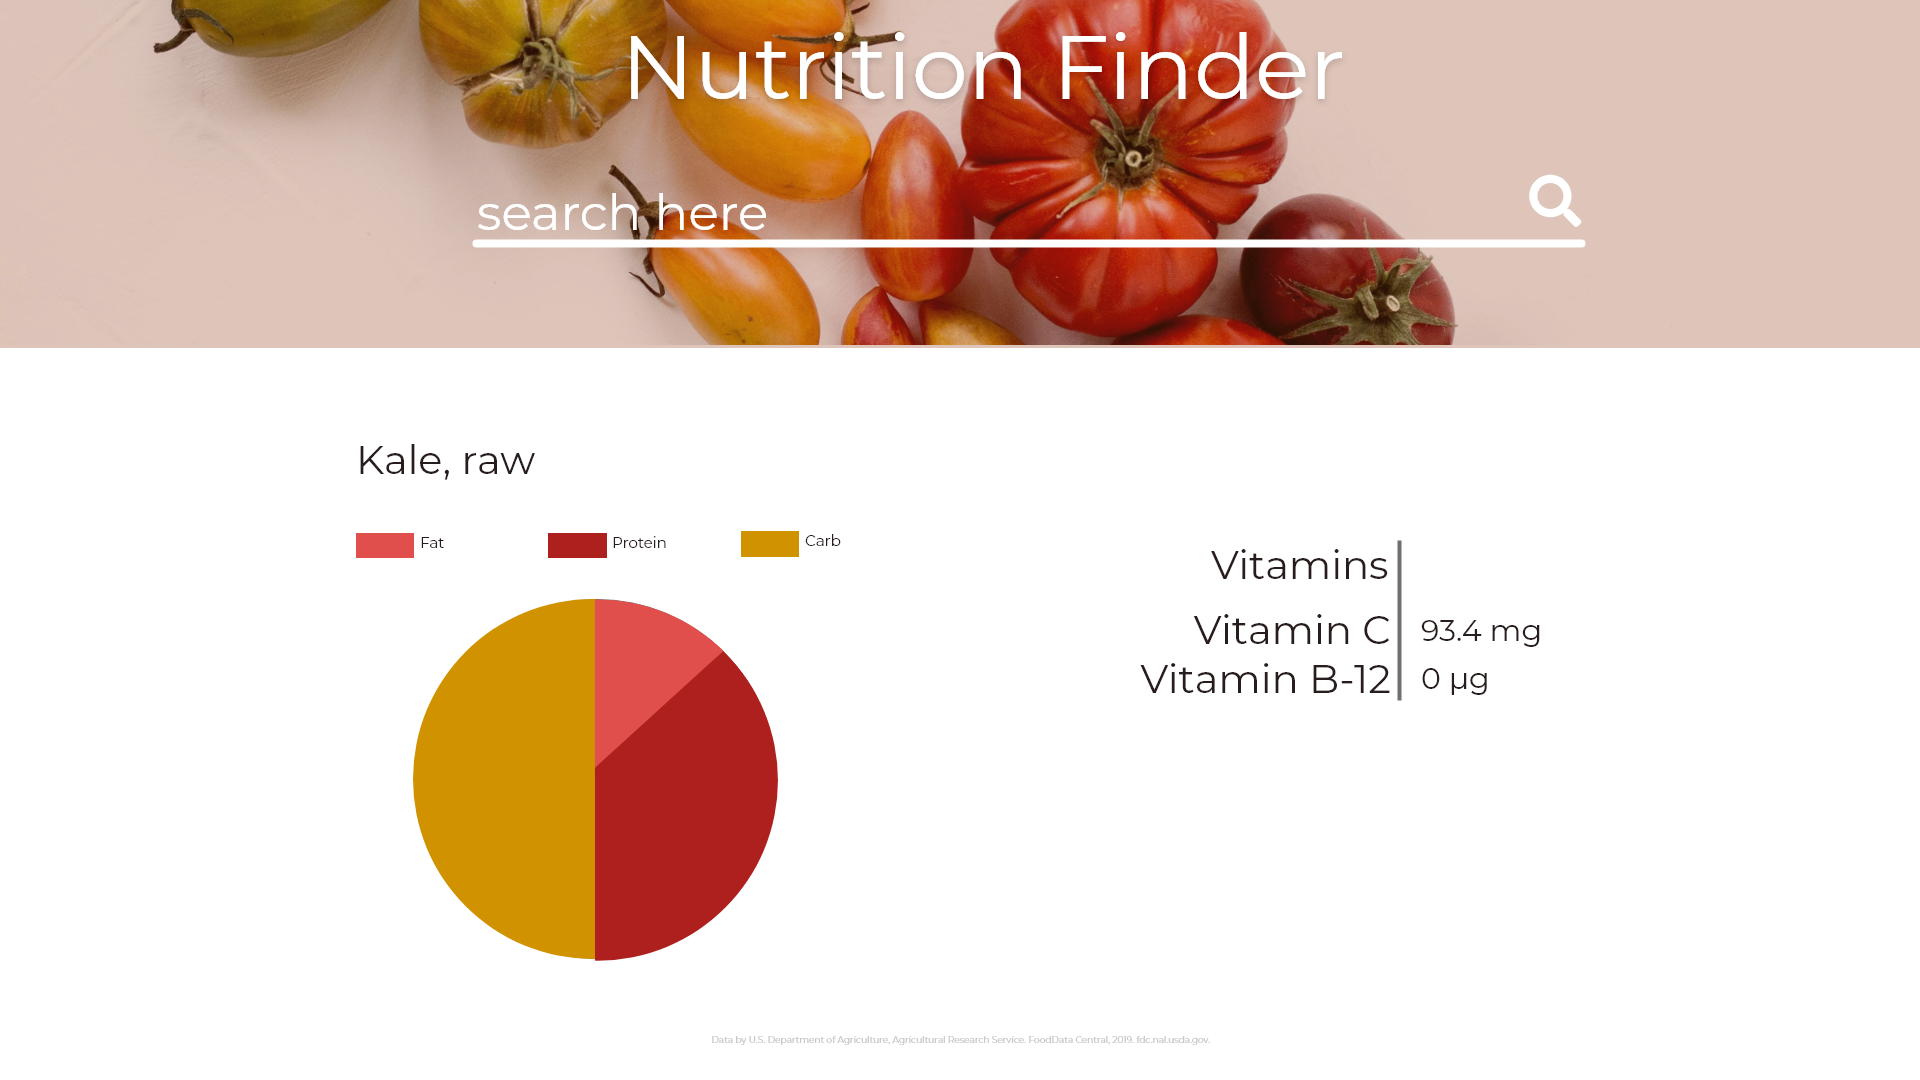 Nutrition Finder
search here
Kale, raw
Fat
Protein
Carb
Vitamins
Vitamin C 93.4 mg
Vitamin B-12 0 µg
Data by U.S. Department of Agriculture, Agricultural Research Service. FoodData Central, 2019. fdc.nal.usda.gov.